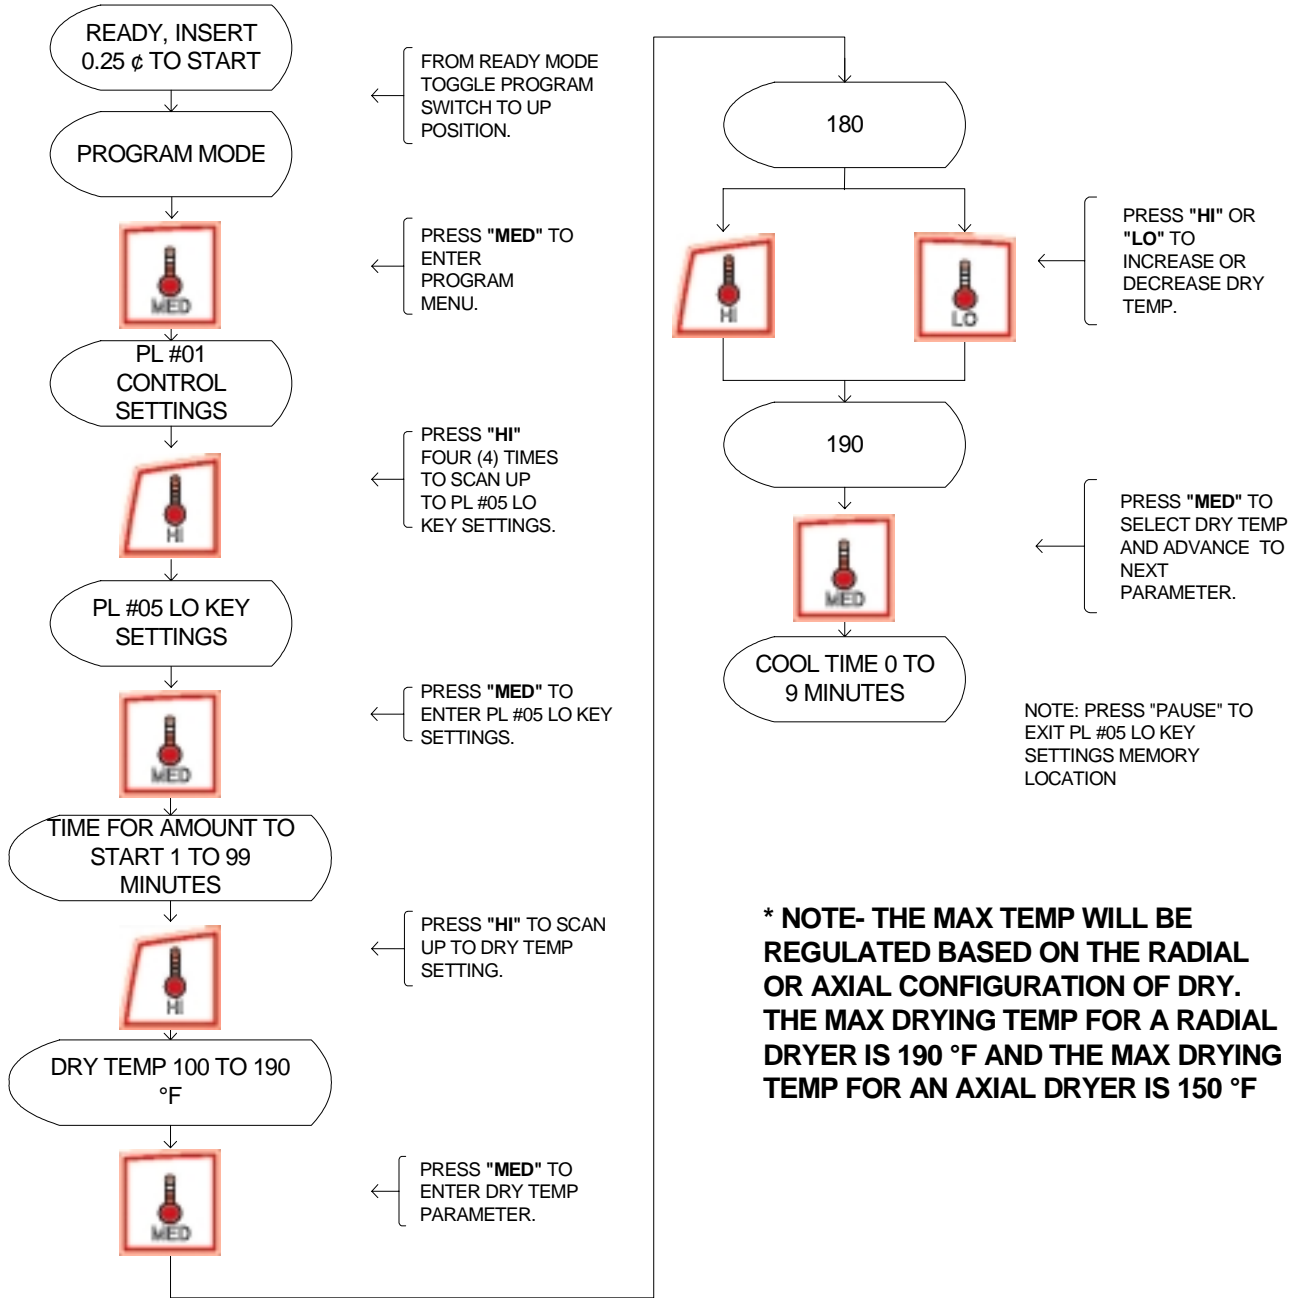 READY, INSERT
0.25 ¢ TO START
FROM READY MODE
TOGGLE PROGRAM
SWITCH TO UP
POSITION.
PROGRAM MODE
MED
PRESS "MED" TO
ENTER
PROGRAM
MENU.
PL #01
CONTROL
SETTINGS
HI
PRESS "HI"
FOUR (4) TIMES
TO SCAN UP
TO PL #05 LO
KEY SETTINGS.
PL #05 LO KEY
SETTINGS
MED
PRESS "MED" TO
ENTER PL #05 LO KEY
SETTINGS.
TIME FOR AMOUNT TO
START 1 TO 99
MINUTES
HI
PRESS "HI" TO SCAN
UP TO DRY TEMP
SETTING.
DRY TEMP 100 TO 190
°F
MED
PRESS "MED" TO
ENTER DRY TEMP
PARAMETER.
180
HI
LO
PRESS "HI" OR
"LO" TO
INCREASE OR
DECREASE DRY
TEMP.
190
MED
PRESS "MED" TO
SELECT DRY TEMP
AND ADVANCE TO
NEXT
PARAMETER.
COOL TIME 0 TO
9 MINUTES
NOTE: PRESS "PAUSE" TO
EXIT PL #05 LO KEY
SETTINGS MEMORY
LOCATION
* NOTE- THE MAX TEMP WILL BE
REGULATED BASED ON THE RADIAL
OR AXIAL CONFIGURATION OF DRY.
THE MAX DRYING TEMP FOR A RADIAL
DRYER IS 190 °F AND THE MAX DRYING
TEMP FOR AN AXIAL DRYER IS 150 °F